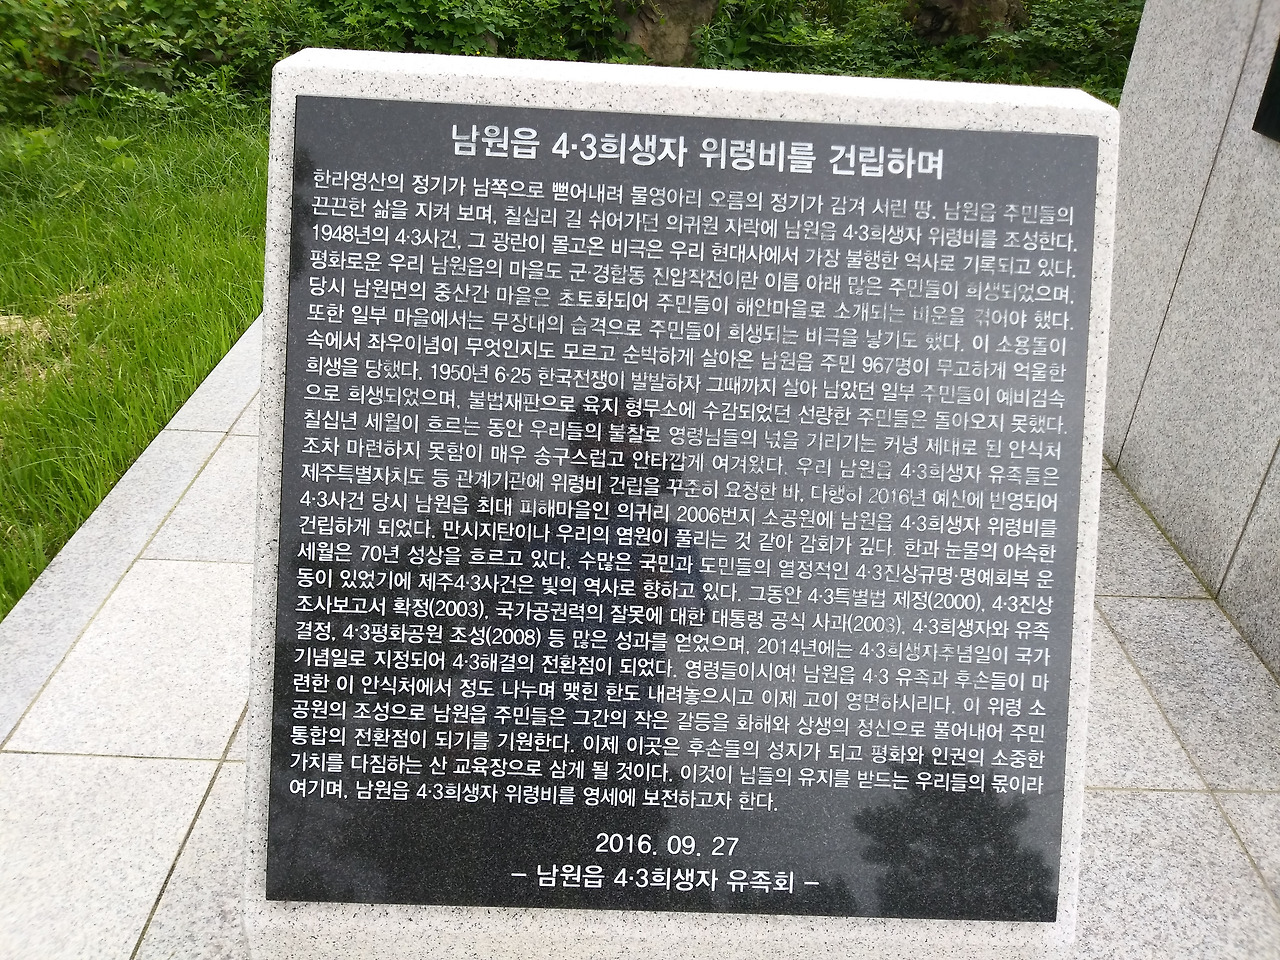 남원읍 4·3희생자 위령비를 건립하며
한라영산의 정기가 남쪽으로 뻗어내려 물영아리 오름의 정기가 감겨 서린 땅. 남원읍 주민들의
끈끈한 삶을 지켜 보며, 칠십리 길 쉬어가던 의귀원 자락에 남원읍 4·3희생자 위령비를 조성한다.
1948년의 4·3사건, 그 광란이 몰고온 비극은 우리 현대사에서 가장 불행한 역사로 기록되고 있다.
평화로운 우리 남원읍의 마을도 군·경합동 진압작전이란 이름 아래 많은 주민들이 희생되었으며,
당시 남원면의 중산간 마을은 초토화되어 주민들이 해안마을로 소개되는 비운을 겪어야 했다.
또한 일부 마을에서는 무장대의 습격으로 주민들이 희생되는 비극을 낳기도 했다. 이 소용돌이
속에서 좌우이념이 무엇인지도 모르고 순박하게 살아온 남원읍 주민 967명이 무고하게 억울한
희생을 당했다. 1950년 6·25 한국전쟁이 발발하자 그때까지 살아 남았던 일부 주민들이 예비검속
으로 희생되었으며, 불법재판으로 육지 형무소에 수감되었던 선량한 주민들은 돌아오지 못했다.
칠십년 세월이 흐르는 동안 우리들의 불찰로 영령님들의 넋을 기리기는 커녕 제대로 된 안식처
조차 마련하지 못함이 매우 송구스럽고 안타깝게 여겨왔다. 우리 남원읍 4·3희생자 유족들은
제주특별자치도 등 관계기관에 위령비 건립을 꾸준히 요청한 바, 다행히 2016년 예산에 반영되어
4·3사건 당시 남원읍 최대 피해마을인 의귀리 2006번지 소공원에 남원읍 4·3희생자 위령비를
건립하게 되었다. 만시지탄이나 우리의 염원이 풀리는 것 같아 감회가 깊다. 한과 눈물의 야속한
세월은 70년 성상을 흐르고 있다. 수많은 국민과 도민들의 열정적인 4·3진상규명·명예회복 운
동이 있었기에 제주4·3사건은 빛의 역사로 향하고 있다. 그동안 4·3특별법 제정(2000), 4·3진상
조사보고서 확정(2003), 국가공권력의 잘못에 대한 대통령 공식 사과(2003), 4·3희생자와 유족
결정, 4·3평화공원 조성(2008) 등 많은 성과를 얻었으며, 2014년에는 4·3희생자추념일이 국가
기념일로 지정되어 4·3해결의 전환점이 되었다. 영령들이시여! 남원읍 4·3 유족과 후손들이 마
련한 이 안식처에서 정도 나누며 맺힌 한도 내려놓으시고 이제 고이 영면하시리다. 이 위령 소
공원의 조성으로 남원읍 주민들은 그간의 작은 갈등을 화해와 상생의 정신으로 풀어내어 주민
통합의 전환점이 되기를 기원한다. 이제 이곳은 후손들의 성지가 되고 평화와 인권의 소중한
가치를 다짐하는 산 교육장으로 삼게 될 것이다. 이것이 님들의 유지를 받드는 우리들의 몫이라
여기며, 남원읍 4·3희생자 위령비를 영세에 보전하고자 한다.
2016. 09. 27
- 남원읍 4·3희생자 유족회 -